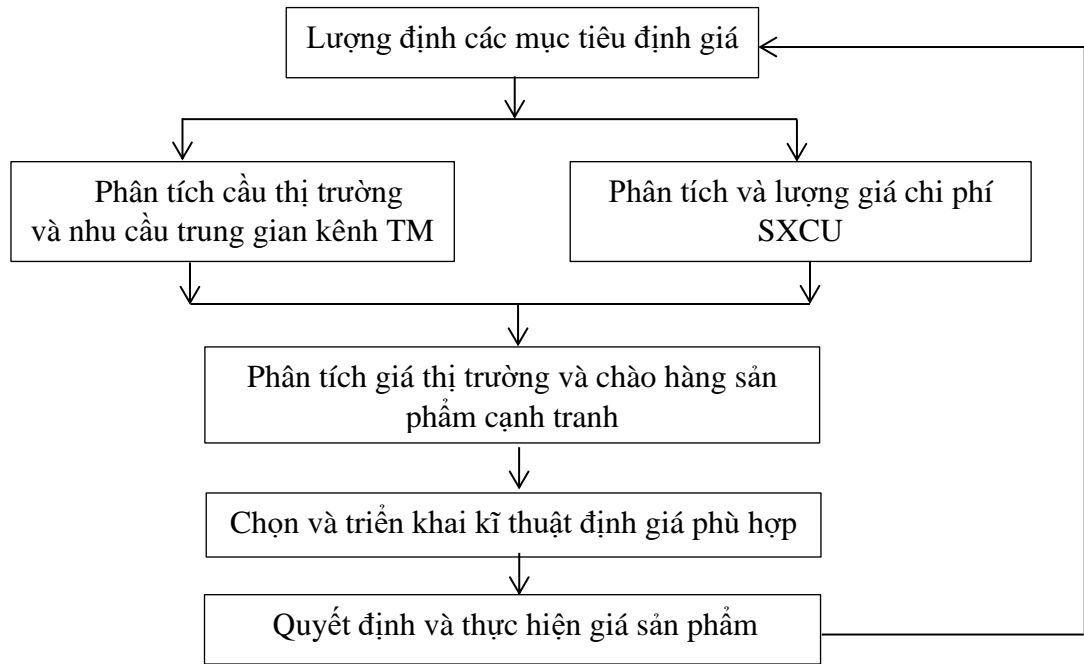 Lượng định các mục tiêu định giá
Phân tích cầu thị trường
và nhu cầu trung gian kênh TM
Phân tích và lượng giá chi phí
SXCU
Phân tích giá thị trường và chào hàng sản
phẩm cạnh tranh
Chọn và triển khai kĩ thuật định giá phù hợp
Quyết định và thực hiện giá sản phẩm